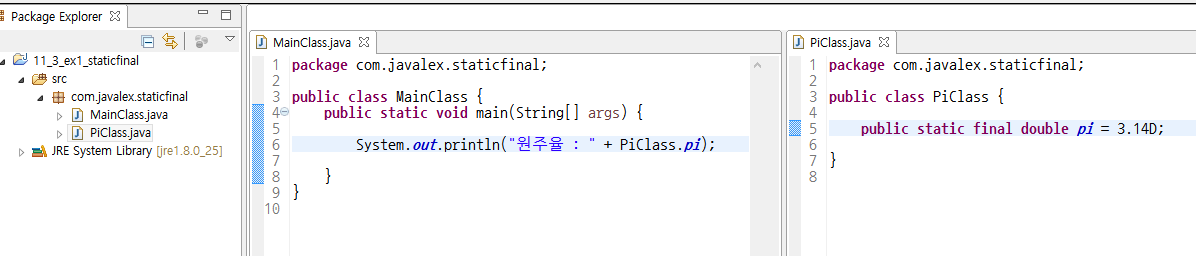 Package Explorer
11_3_ex1_staticfinal
src
com.javalex.staticfinal
MainClass.java
PiClass.java
JRE System Library [jre1.8.0_25]
MainClass.java
1 package com.javalex.staticfinal;
2
3 public class MainClass {
4 public static void main(String[] args) {
5
6 System.out.println("원주율 : " + PiClass.pi);
7
8 }
9 }
10
PiClass.java
1 package com.javalex.staticfinal;
2
3 public class PiClass {
4
5 public static final double pi = 3.14D;
6
7 }
8